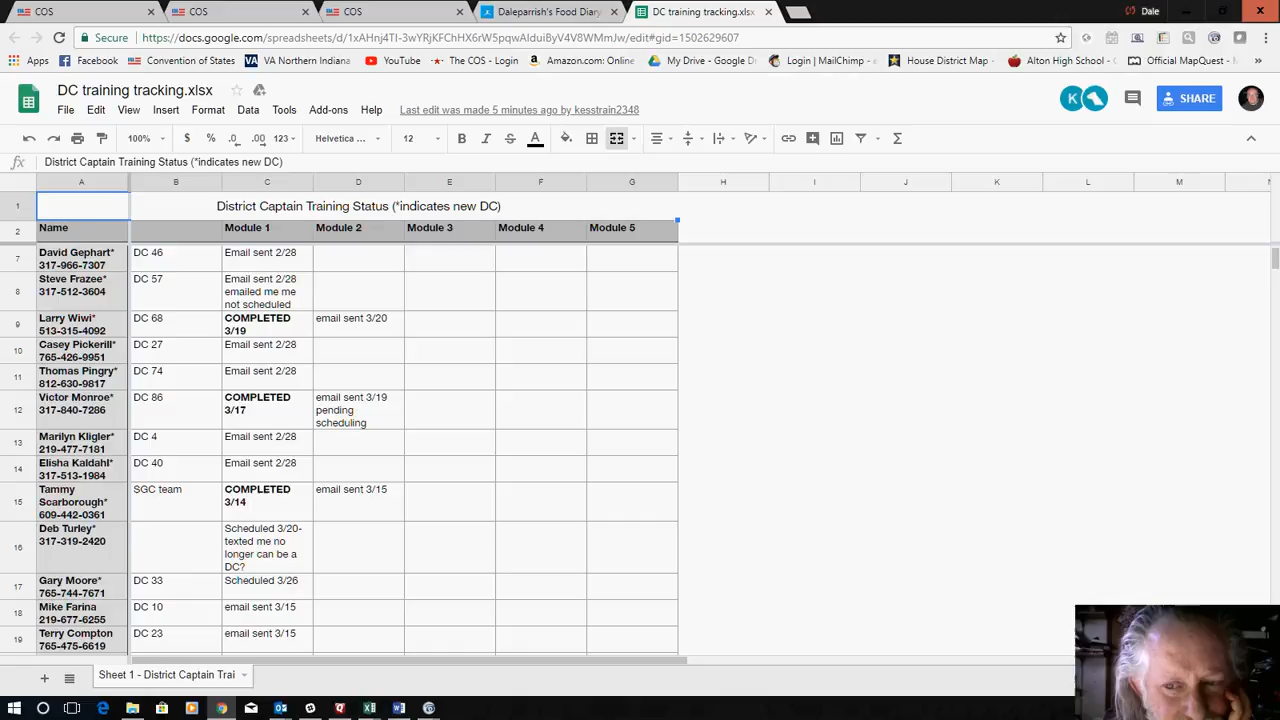 COS
COS
COS
Daleparrish's Food Diary
DC training tracking.xlsx
Dale
Secure
https://docs.google.com/spreadsheets/d/1xAHnj4TI-3wYRjKFChHX6rW5pqwAlduiByV4V8WMmJw/edit#gid=1502629607
Apps
Facebook
Convention of States
VA Northern Indiana
YouTube
The COS - Login
Amazon.com: Online
My Drive - Google Dr
Login | MailChimp -
House District Map -
Alton High School -
Official MapQuest -
DC training tracking.xlsx
SHARE
File Edit View Insert Format Data Tools Add-ons Help
Last edit was made 5 minutes ago by kesstrain2348
100% $ % .0 .00 123 Helvetica ... 12 B I S A
fx District Captain Training Status (*indicates new DC)
A B C D E F G H I J K L M
1 District Captain Training Status (*indicates new DC)
2 Name Module 1 Module 2 Module 3 Module 4 Module 5
7 David Gephart* DC 46 Email sent 2/28
317-966-7307
Steve Frazee* DC 57 Email sent 2/28
8 317-512-3604 emailed me me
not scheduled
9 Larry Wiwi* DC 68 COMPLETED email sent 3/20
513-315-4092 3/19
10 Casey Pickerill* DC 27 Email sent 2/28
765-426-9951
11 Thomas Pingry* DC 74 Email sent 2/28
812-630-9817
Victor Monroe* DC 86 COMPLETED email sent 3/19
12 317-840-7286 3/17 pending
scheduling
13 Marilyn Kligler* DC 4 Email sent 2/28
219-477-7181
14 Elisha Kaldahl* DC 40 Email sent 2/28
317-513-1984
Tammy SGC team COMPLETED email sent 3/15
15 Scarborough* 3/14
609-442-0361
Deb Turley* Scheduled 3/20-
317-319-2420 texted me no
16 longer can be a
DC?
17 Gary Moore* DC 33 Scheduled 3/26
765-744-7671
18 Mike Farina DC 10 email sent 3/15
219-677-6255
19 Terry Compton DC 23 email sent 3/15
765-475-6619
Sheet 1 - District Captain Trai